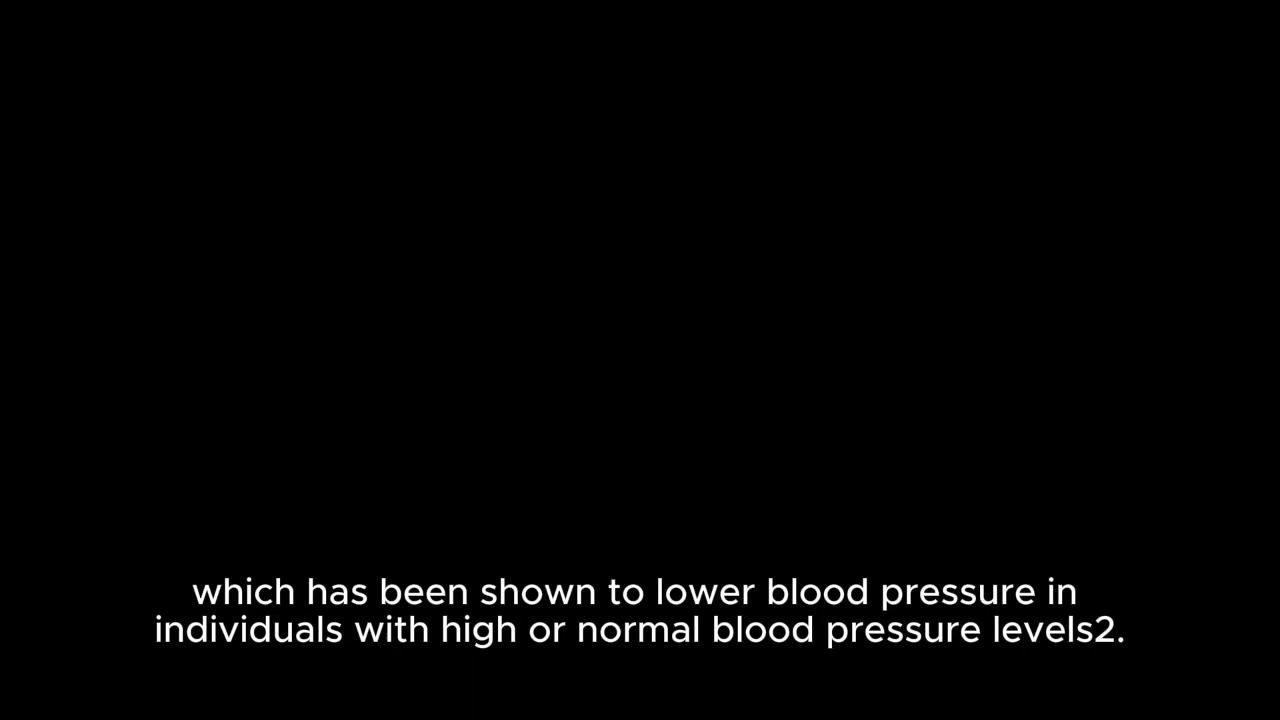 which has been shown to lower blood pressure in
individuals with high or normal blood pressure levels2.